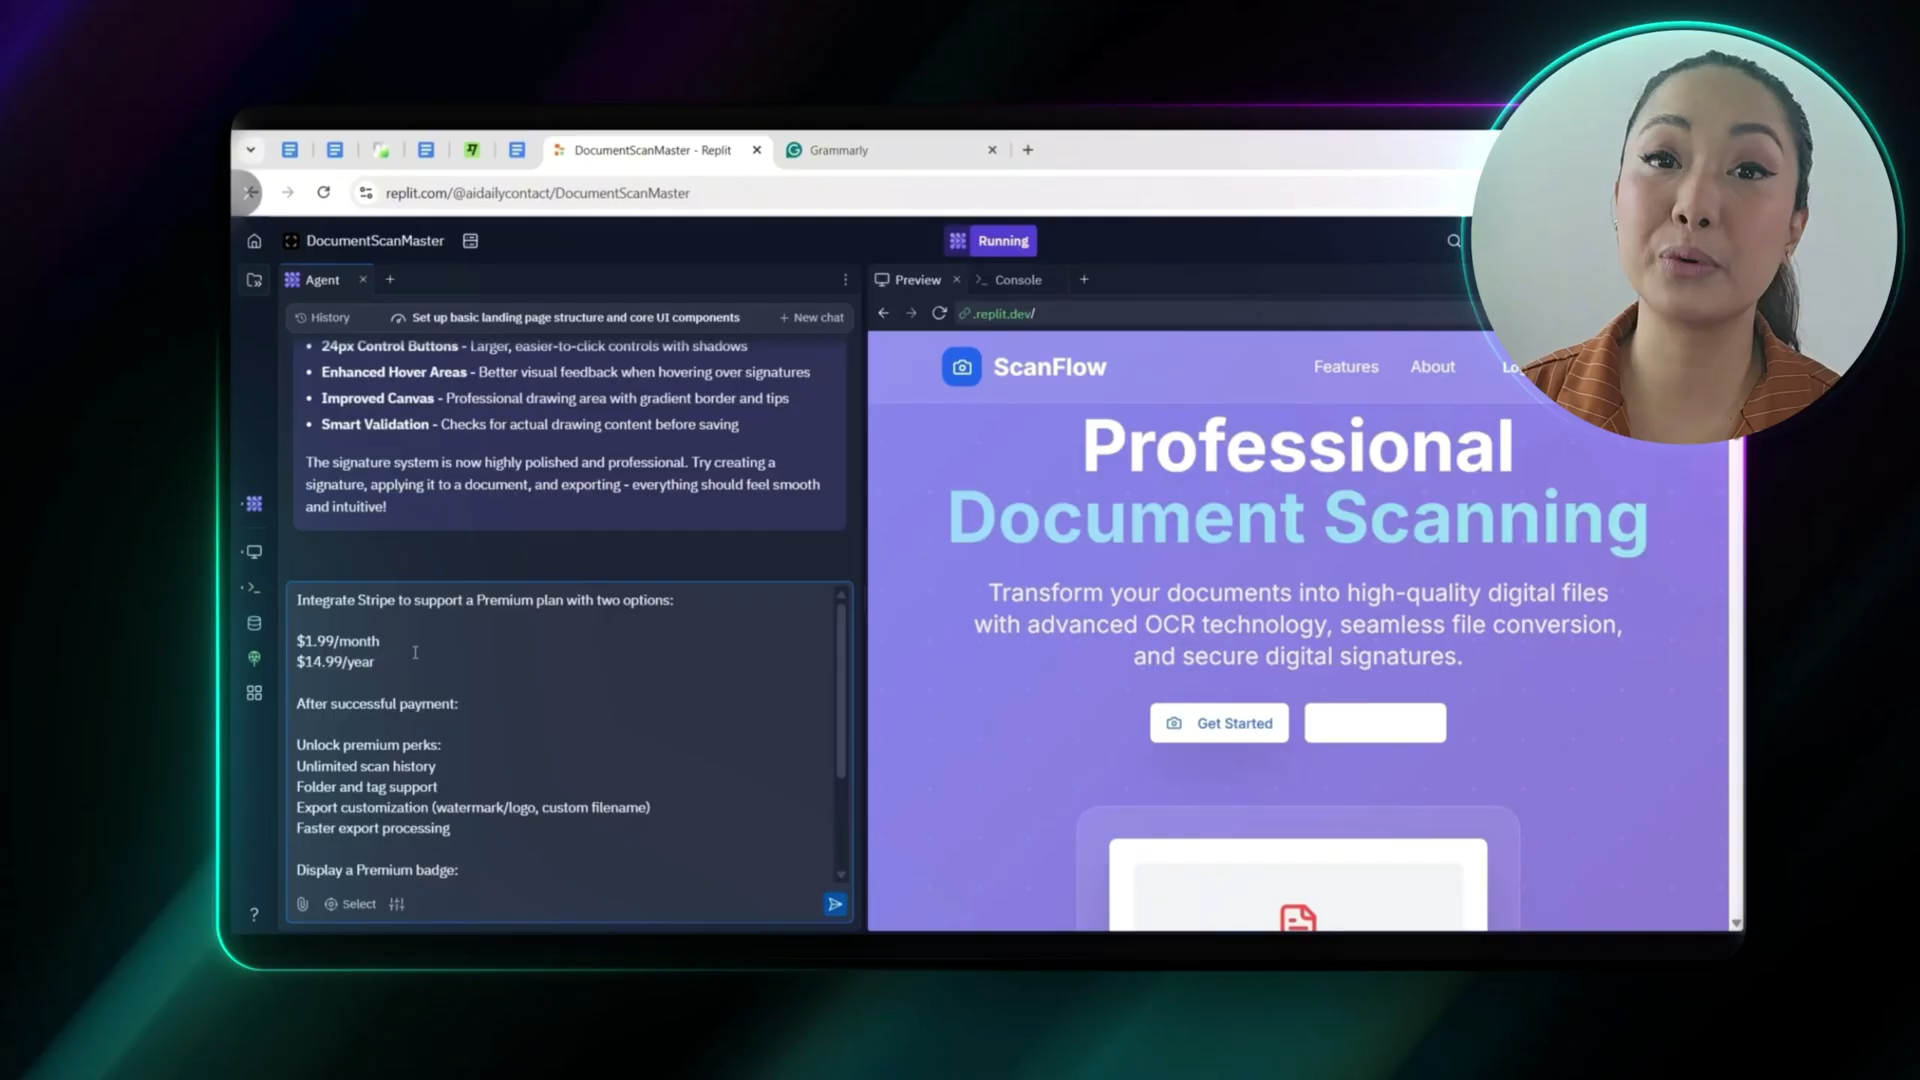 DocumentScanMaster - Replit
Grammarly
replit.com/@aidailycontact/DocumentScanMaster
DocumentScanMaster
Running
Agent
Preview
Console
History
Set up basic landing page structure and core UI components
New chat
.replit.dev/
24px Control Buttons - Larger, easier-to-click controls with shadows
Enhanced Hover Areas - Better visual feedback when hovering over signatures
Improved Canvas - Professional drawing area with gradient border and tips
Smart Validation - Checks for actual drawing content before saving
The signature system is now highly polished and professional. Try creating a
signature, applying it to a document, and exporting - everything should feel smooth
and intuitive!
Integrate Stripe to support a Premium plan with two options:
$1.99/month
$14.99/year
After successful payment:
Unlock premium perks:
Unlimited scan history
Folder and tag support
Export customization (watermark/logo, custom filename)
Faster export processing
Display a Premium badge:
Select
ScanFlow
Features
About
Professional
Document Scanning
Transform your documents into high-quality digital files
with advanced OCR technology, seamless file conversion,
and secure digital signatures.
Get Started